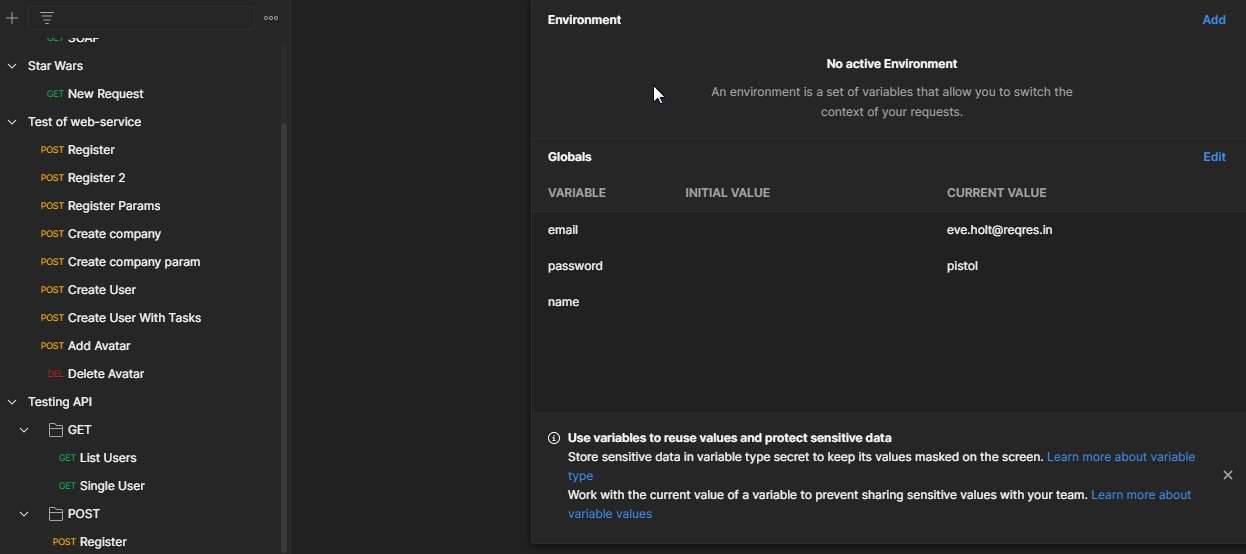 GET SOAP
Star Wars
GET New Request
Test of web-service
POST Register
POST Register 2
POST Register Params
POST Create company
POST Create company param
POST Create User
POST Create User With Tasks
POST Add Avatar
DEL Delete Avatar
Testing API
GET
GET List Users
GET Single User
POST
POST Register
Environment Add
No active Environment
An environment is a set of variables that allow you to switch the
context of your requests.
Globals Edit
VARIABLE INITIAL VALUE CURRENT VALUE
email eve.holt@reqres.in
password pistol
name
Use variables to reuse values and protect sensitive data
Store sensitive data in variable type secret to keep its values masked on the screen. Learn more about variable
type
Work with the current value of a variable to prevent sharing sensitive values with your team. Learn more about
variable values